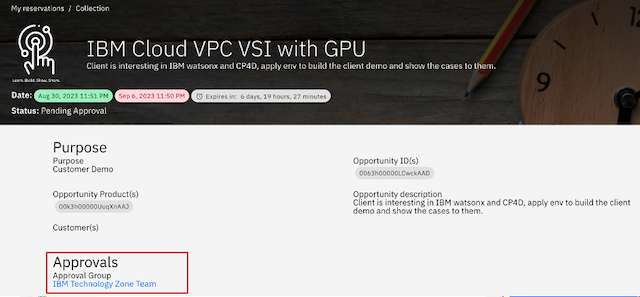 My reservations / Collection
IBM Cloud VPC VSI with GPU
Client is interesting in IBM watsonx and CP4D, apply env to build the client demo and show the cases to them.
Learn. Build. Show. Share.
Date: Aug 30, 2023 11:51 PM Sep 6, 2023 11:50 PM Expires in: 6 days, 19 hours, 27 minutes
Status: Pending Approval
Purpose
Purpose
Customer Demo
Opportunity ID(s)
0063h00000LCwckAAD
Opportunity Product(s)
00k3h00000UuqXnAAJ
Opportunity description
Client is interesting in IBM watsonx and CP4D, apply env to build the client
demo and show the cases to them.
Customer(s)
Approvals
Approval Group
IBM Technology Zone Team